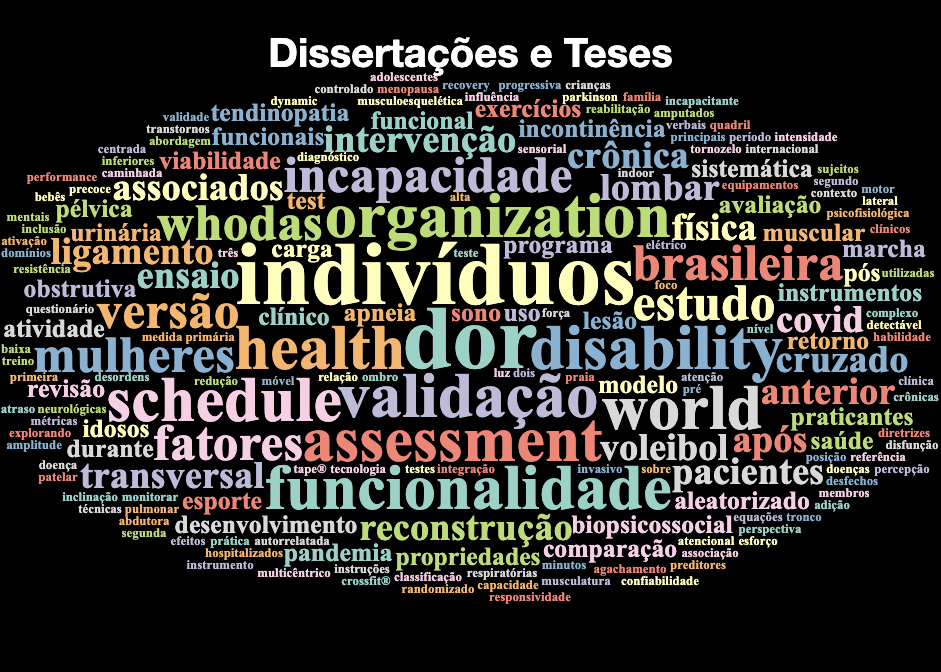 Dissertações e Teses
adolescentes
controlado menopausa recovery progressiva crianças
dynamic musculoesquelética influência parkinson família incapacitante
validade tendinopatia funcional exercícios reabilitação amputados
transtornos funcionais intervenção incontinência verbais quadril
abordagem sensorial principais período intensidade
centrada diagnóstico crônica tornozelo internacional
inferiores viabilidade incapacidade indoor sistemática sujeitos
performance caminhada lombar equipamentos segundo motor
precoce associados test alta contexto
bebês pélvica whodas organization física avaliação lateral
mentais psicofisiológica
inclusão urinária muscular clínicos
ativação ligamento três carga teste programa elétrico brasileira marcha
domínios foco
resistência ensaio indivíduos pós utilizadas
obstrutiva estudo instrumentos
questionário versão clínico apneia sono uso força lesão covid complexo
atividade nível detectável
medida primária retorno habilidade
baixa mulheres health dor disability cruzado
treino
primeira desordens redução móvel relação ombro luz dois praia modelo atenção clínica
revisão pré anterior crônicas
atraso neurológicas schedule validação world praticantes
métricas
explorando idosos fatores assessment após saúde diretrizes
amplitude durante voleibol disfunção
posição referência
doença transversal tape® tecnologia testes integração invasivo sobre pacientes doenças percepção
patelar desfechos
inclinação monitorar esporte funcionalidade aleatorizado membros
técnicas pulmonar adição
abdutora desenvolvimento reconstrução biopsicossocial equações tronco
segunda perspectiva
efeitos prática autorrelatada atencional esforço
hospitalizados pandemia propriedades comparação associação
instrumento instruções minutos agachamento preditores
multicêntrico crossfit® classificação respiratórias musculatura confiabilidade
randomizado capacidade
responsividade